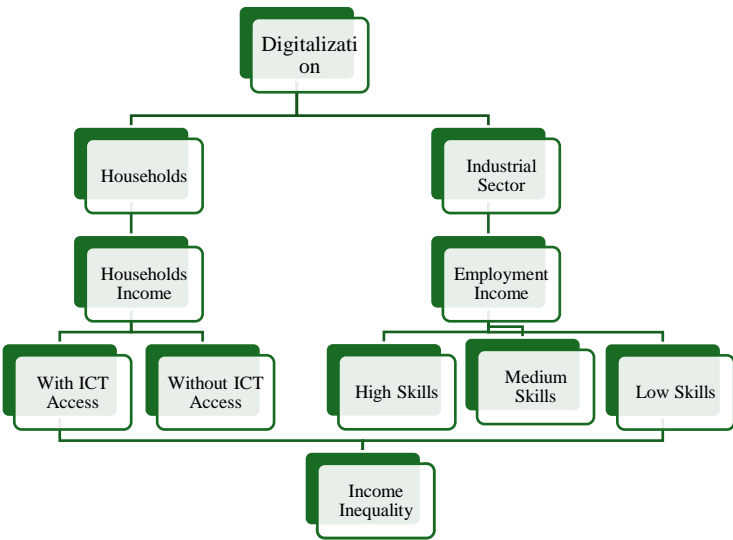 Digitalizati
on
Households
Industrial
Sector
Households
Income
Employment
Income
With ICT
Access
Without ICT
Access
High Skills
Medium
Skills
Low Skills
Income
Inequality